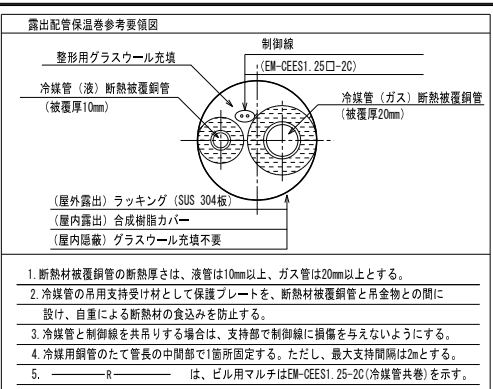 露出配管保温巻参考要領図
制御線
整形用グラスウール充填
(EM-CEES1.25□-2C)
冷媒管（液）断熱被覆銅管
(被覆厚10mm)
冷媒管（ガス）断熱被覆銅管
(被覆厚20mm)
(屋外露出) ラッキング (SUS 304板)
(屋内露出) 合成樹脂カバー
(屋内隠蔽) グラスウール充填不要
1.断熱材被覆銅管の断熱厚さは、液管は10mm以上、ガス管は20mm以上とする。
2.冷媒管の吊用支持受け材として保護プレートを、断熱材被覆銅管と吊金物との間に
設け、自重による断熱材の食込みを防止する。
3.冷媒管と制御線を共吊りする場合は、支持部で制御線に損傷を与えないようにする。
4.冷媒用銅管のたて管長の中間部で1箇所固定する。ただし、最大支持間隔は2mとする。
5. ———R——— は、ビル用マルチはEM-CEES1.25-2C(冷媒管共巻)を示す。